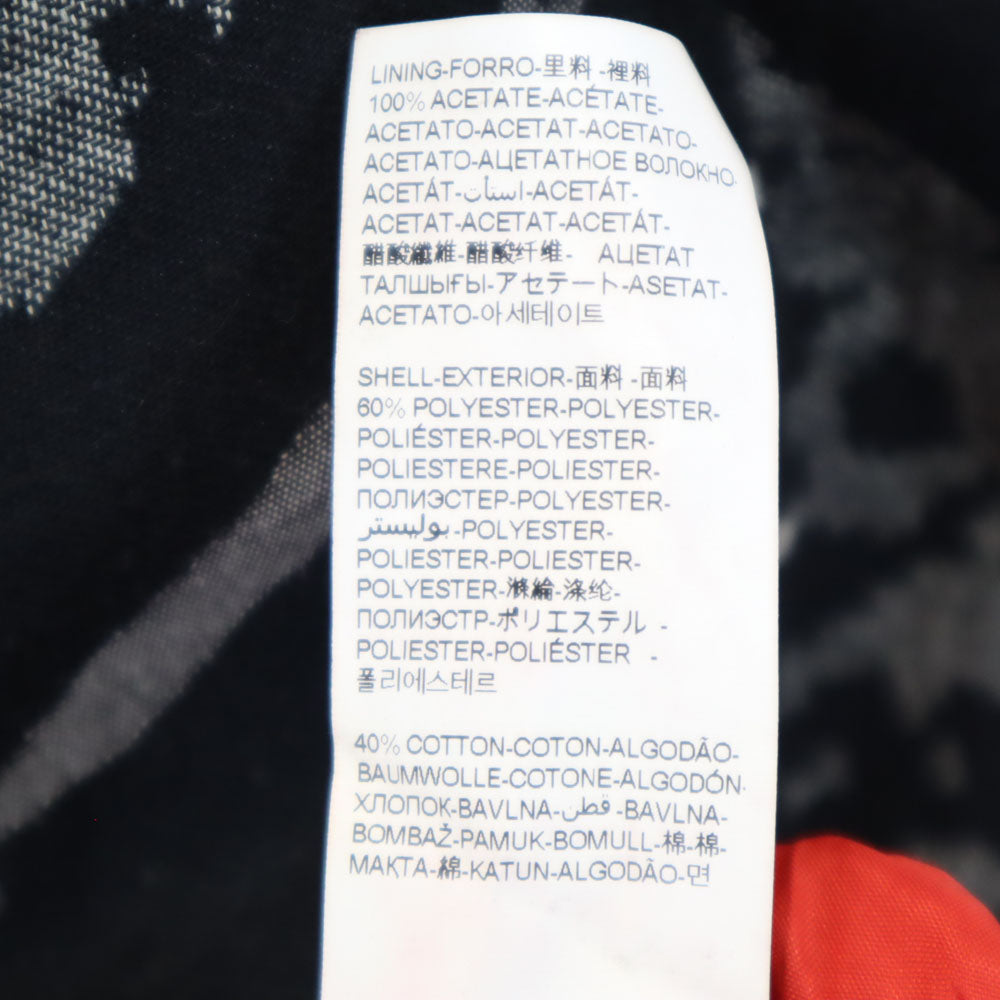 LINING-FORRO-里料 -裡料
100% ACETATE-ACÉTATE-
ACETATO-ACETAT-ACETATO-
ACETATO-АЦЕТАТНОЕ ВОЛОКНО-
ACETÁT-استأت-ACETÁT-
ACETAT-ACETAT-ACETÁT-
醋酸纖維-醋酸纤维- АЦЕТАТ
ТАЛШЫҒЫ-アセテート-ASETAT-
ACETATO-아세테이트
SHELL-EXTERIOR-面料 -面料
60% POLYESTER-POLYESTER-
POLIÉSTER-POLYESTER-
POLIESTERE-POLIESTER-
ПОЛИЭСТЕР-POLYESTER-
بوليستر-POLYESTER-
POLIESTER-POLIESTER-
POLYESTER-滌綸-涤纶-
ПОЛИЭСТР-ポリエステル -
POLIESTER-POLIÉSTER -
폴리에스테르
40% COTTON-COTON-ALGODÃO-
BAUMWOLLE-COTONE-ALGODÓN-
ХЛОПОК-BAVLNA-قطن-BAVLNA-
BOMBAŽ-PAMUK-BOMULL-棉-棉-
МАҚТА-綿-KATUN-ALGODÃO-면